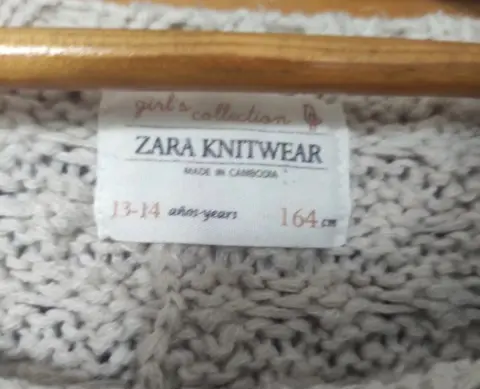 girl's collection
ZARA KNITWEAR
MADE IN CAMBODIA
13-14 años-years 164 cm